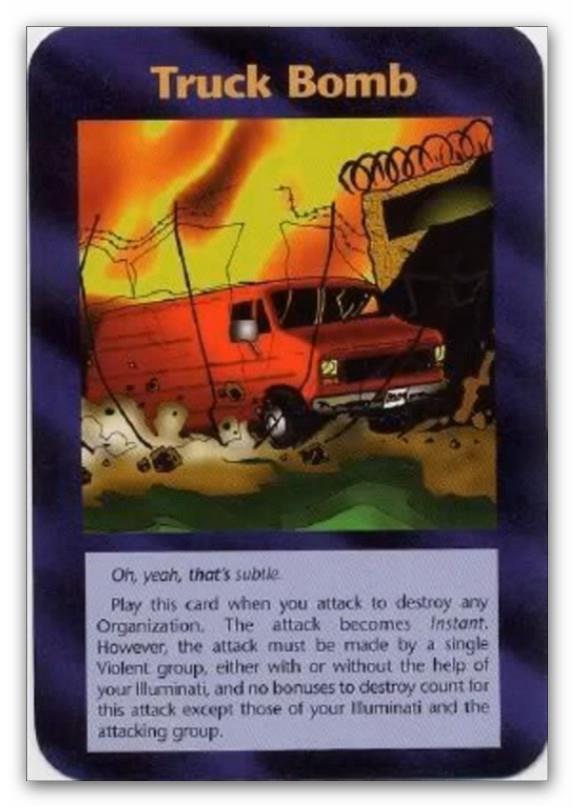 Truck Bomb
Oh, yeah, that's subtle.
Play this card when you attack to destroy any
Organization. The attack becomes Instant.
However, the attack must be made by a single
Violent group, either with or without the help of
your Illuminati, and no bonuses to destroy count for
this attack except those of your Illuminati and the
attacking group.